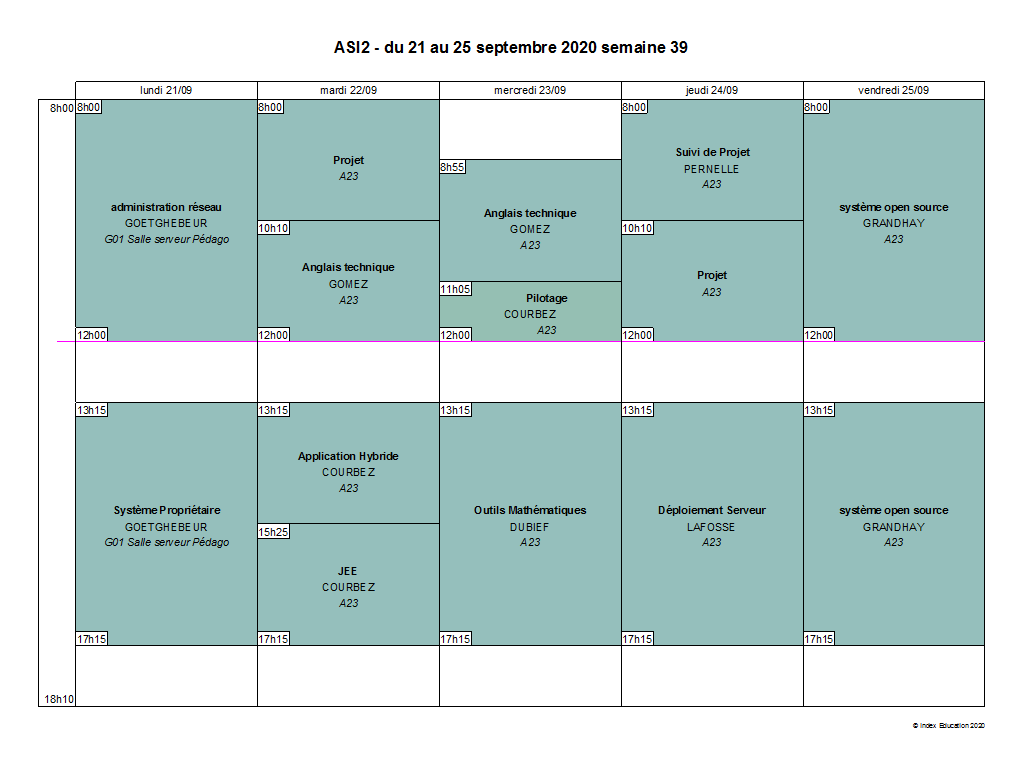 ASI2 - du 21 au 25 septembre 2020 semaine 39
lundi 21/09
mardi 22/09
mercredi 23/09
jeudi 24/09
vendredi 25/09
8h00
8h00
administration réseau
GOETGHEBEUR
G01 Salle serveur Pédago
12h00
13h15
Système Propriétaire
GOETGHEBEUR
G01 Salle serveur Pédago
17h15
8h00
Projet
A23
10h10
Anglais technique
GOMEZ
A23
12h00
13h15
Application Hybride
COURBEZ
A23
15h25
JEE
COURBEZ
A23
17h15
8h55
Anglais technique
GOMEZ
A23
11h05
Pilotage
COURBEZ
A23
12h00
13h15
Outils Mathématiques
DUBIEF
A23
17h15
8h00
Suivi de Projet
PERNELLE
A23
10h10
Projet
A23
12h00
13h15
Déploiement Serveur
LAFOSSE
A23
17h15
8h00
système open source
GRANDHAY
A23
12h00
13h15
système open source
GRANDHAY
A23
17h15
18h10
© Index Education 2020